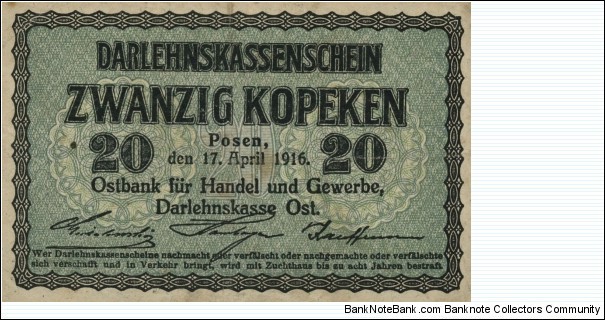 DARLEHNSKASSENSCHEIN
ZWANZIG KOPEKEN
20 Posen, 20
den 17. April 1916.
Ostbank für Handel und Gewerbe,
Darlehnskasse Ost.
Wer Darlehnskassenscheine nachmacht oder verfälscht oder nachgemachte oder verfälschte
sich verschafft und in Verkehr bringt, wird mit Zuchthaus bis zu acht Jahren bestraft.
BankNoteBank.com - Banknote Collectors Community